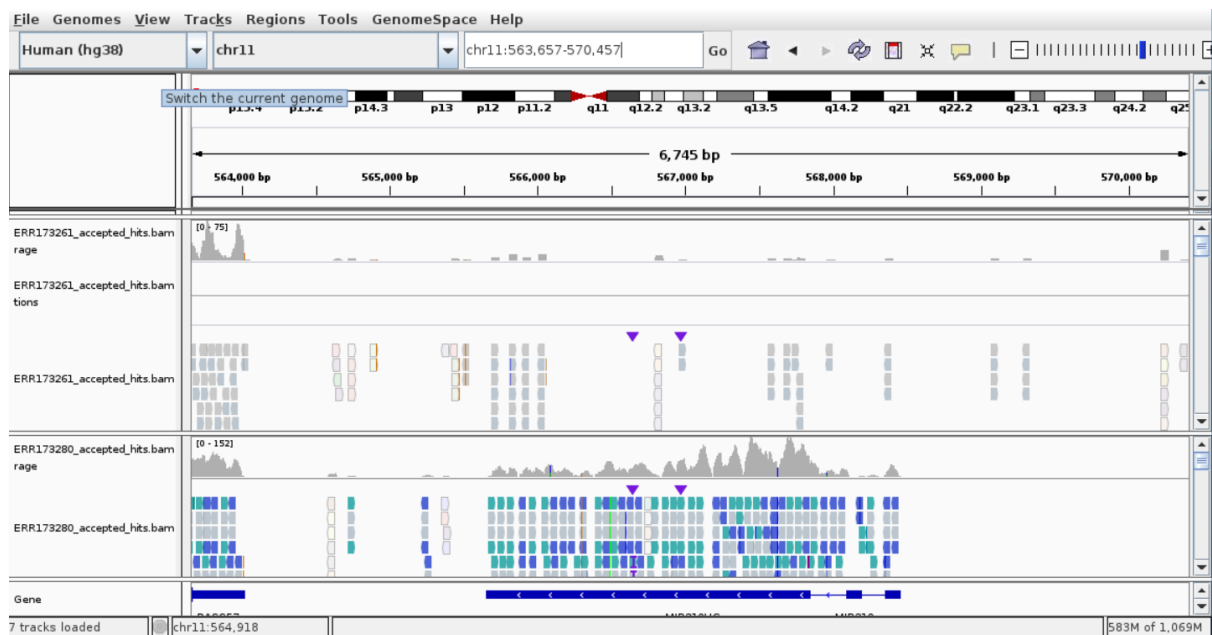 File Genomes View Tracks Regions Tools GenomeSpace Help
Human (hg38) chr11 chr11:563,657-570,457 Go
Switch the current genome
p15.4 p15.2 p14.3 p13 p12 p11.2 q11 q12.2 q13.2 q13.5 q14.2 q21 q22.2 q23.1 q23.3 q24.2 q25
6,745 bp
564,000 bp 565,000 bp 566,000 bp 567,000 bp 568,000 bp 569,000 bp 570,000 bp
[0 - 75]
ERR173261_accepted_hits.bam
rage
ERR173261_accepted_hits.bam
tions
ERR173261_accepted_hits.bam
[0 - 152]
ERR173280_accepted_hits.bam
rage
ERR173280_accepted_hits.bam
Gene
7 tracks loaded chr11:564,918 583M of 1,069M